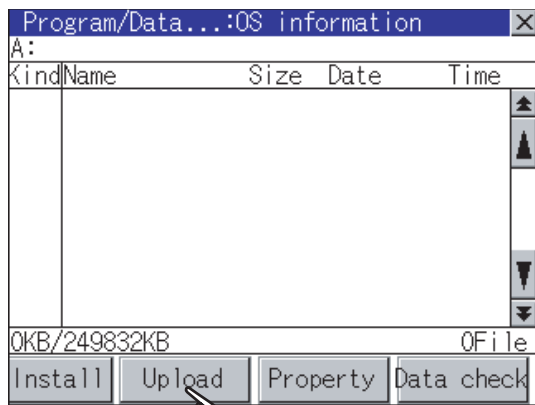 Program/Data...:OS information
A:
Kind Name Size Date Time
0KB/249832KB 0File
Install Upload Property Data check